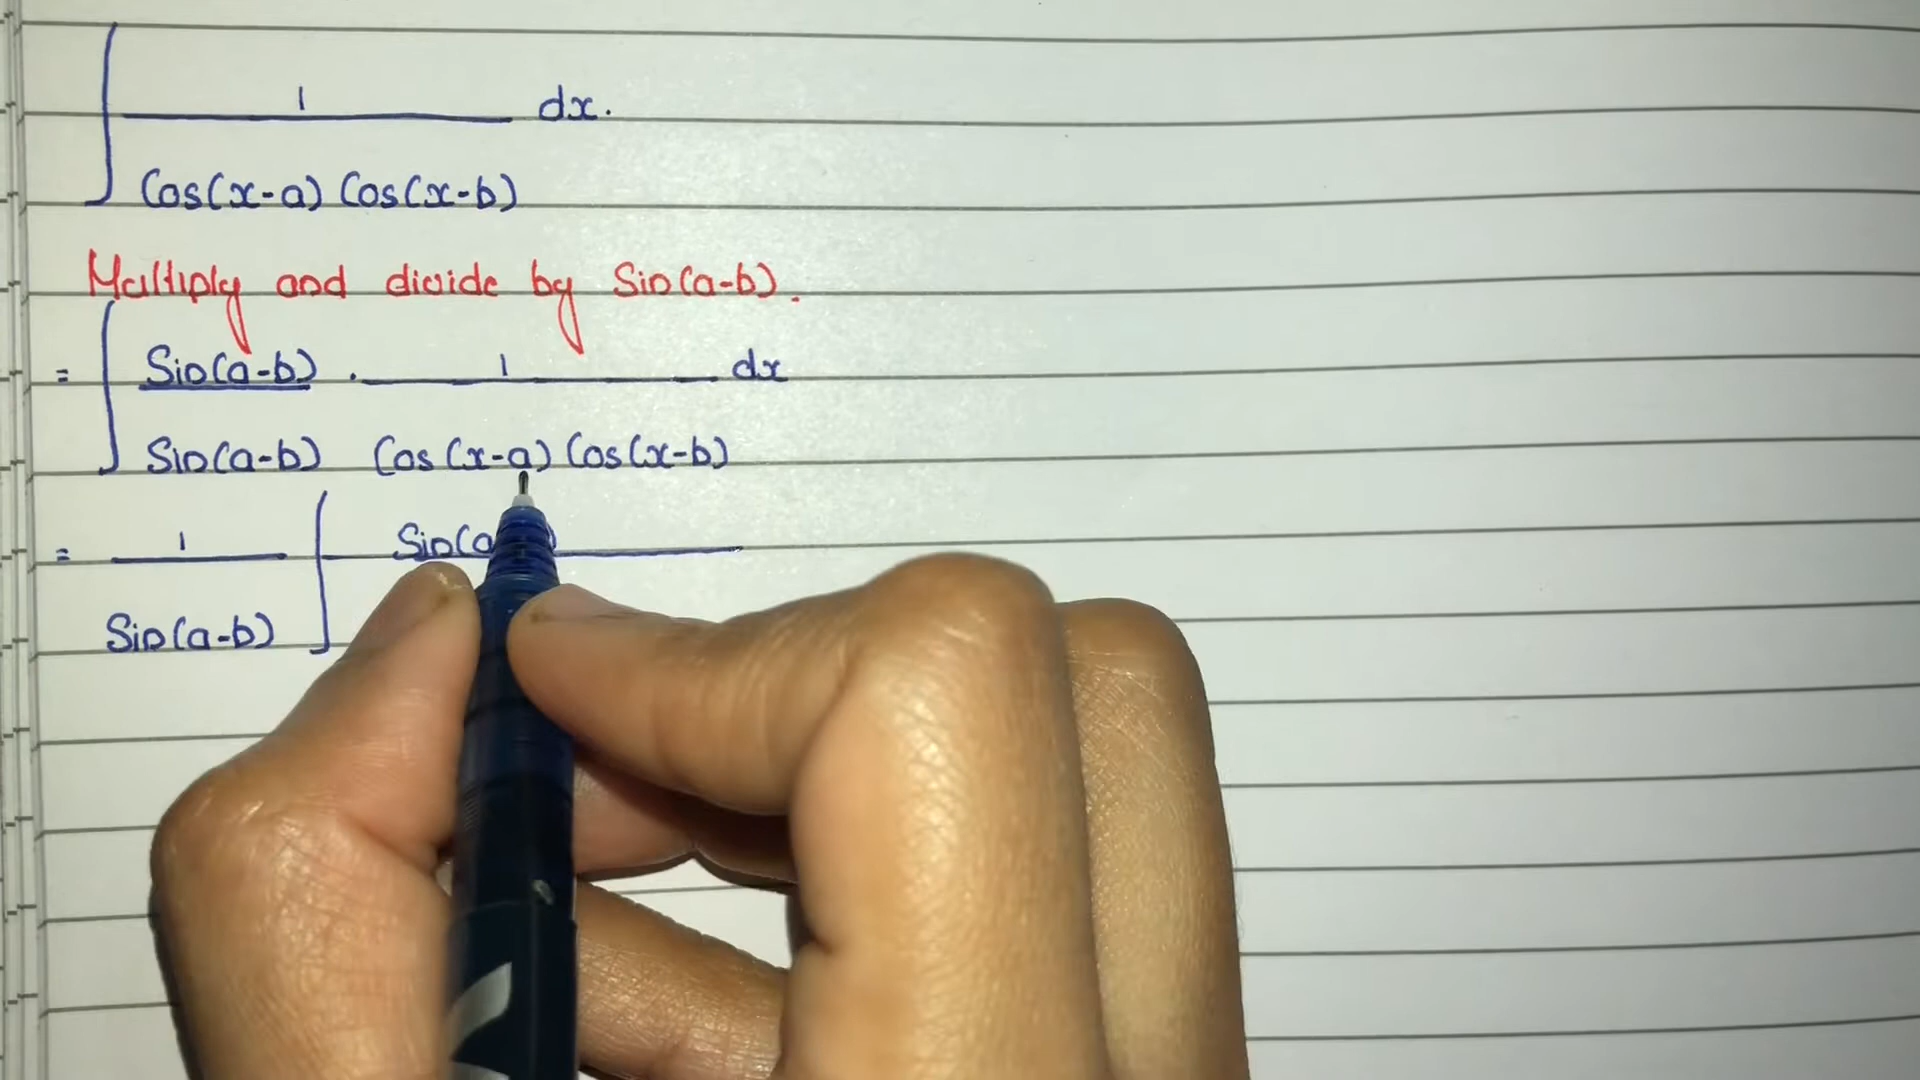 ∫ 1 / Cos(x-a) Cos(x-b) dx.
Multiply and divide by Sin(a-b).
= ∫ Sin(a-b) / Sin(a-b) · 1 / Cos(x-a) Cos(x-b) dx
= 1 / Sin(a-b) ∫ Sin(a